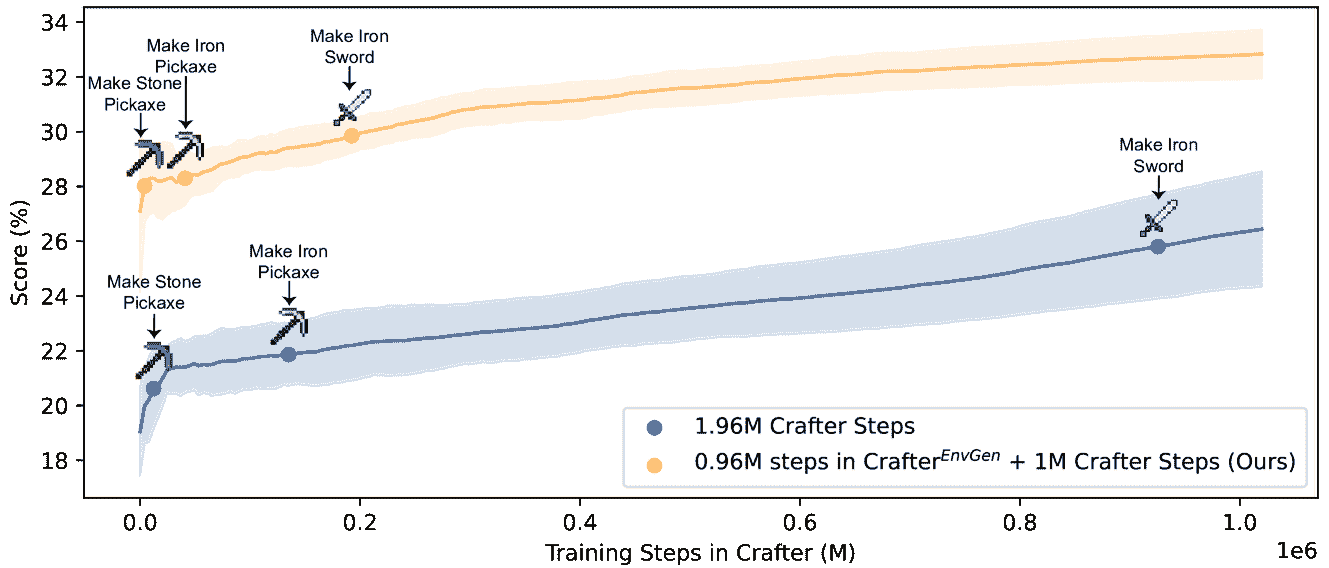 34
32
30
28
26
24
22
20
18
Score (%)
Make Stone
Pickaxe
Make Iron
Pickaxe
Make Iron
Sword
Make Stone
Pickaxe
Make Iron
Pickaxe
Make Iron
Sword
1.96M Crafter Steps
0.96M steps in Crafter^EnvGen + 1M Crafter Steps (Ours)
0.0 0.2 0.4 0.6 0.8 1.0
1e6
Training Steps in Crafter (M)